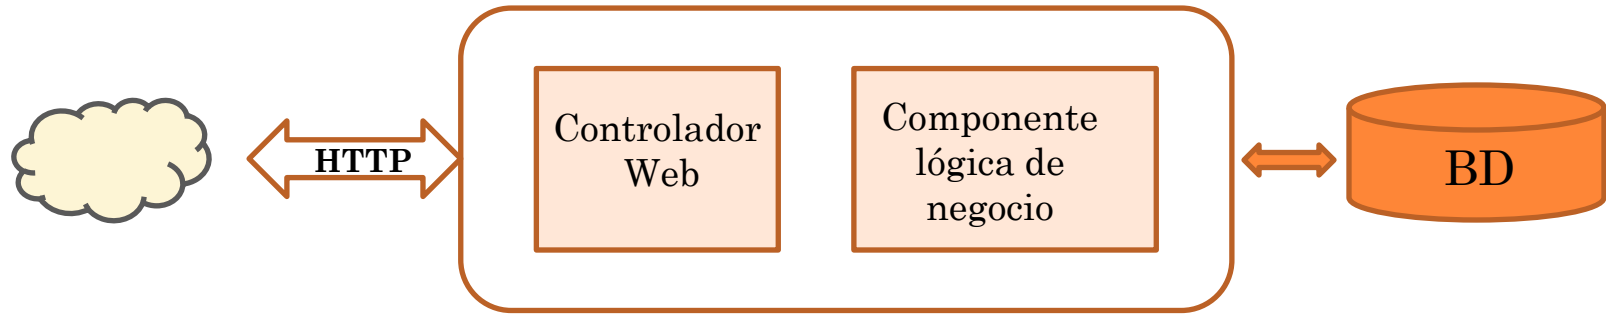 HTTP
Controlador
Web
Componente
lógica de
negocio
BD